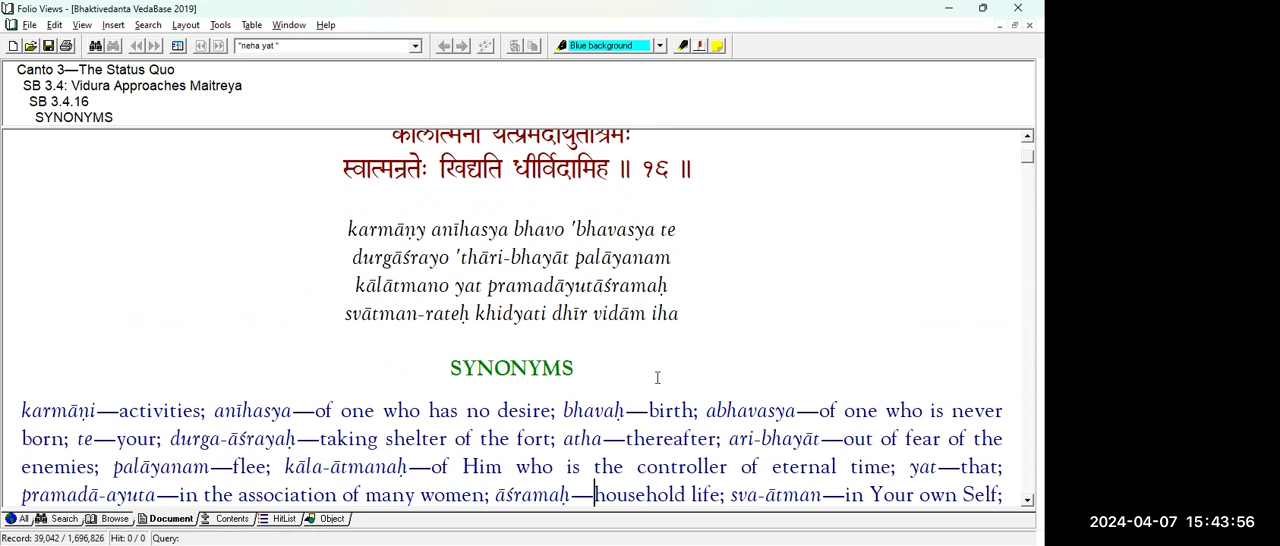 Folio Views - [Bhaktivedanta VedaBase 2019]
File Edit View Insert Search Layout Tools Table Window Help
"neha yat "
Blue background
Canto 3—The Status Quo
SB 3.4: Vidura Approaches Maitreya
SB 3.4.16
SYNONYMS
कालात्मनो यत्प्रमदायुताश्रमः
स्वात्मन्रतेः खिद्यति धीर्विदामिह ॥ १६ ॥
karmāṇy anīhasya bhavo 'bhavasya te
durgāśrayo 'thāri-bhayāt palāyanam
kālātmano yat pramadāyutāśramaḥ
svātman-rateḥ khidyati dhīr vidām iha
SYNONYMS
karmāṇi—activities; anīhasya—of one who has no desire; bhavaḥ—birth; abhavasya—of one who is never
born; te—your; durga-āśrayaḥ—taking shelter of the fort; atha—thereafter; ari-bhayāt—out of fear of the
enemies; palāyanam—flee; kāla-ātmanaḥ—of Him who is the controller of eternal time; yat—that;
pramadā-ayuta—in the association of many women; āśramaḥ—household life; sva-ātman—in Your own Self;
All Search Browse Document Contents HitList Object
Record: 39,042 / 1,696,826 Hit: 0 / 0 Query:
2024-04-07 15:43:56